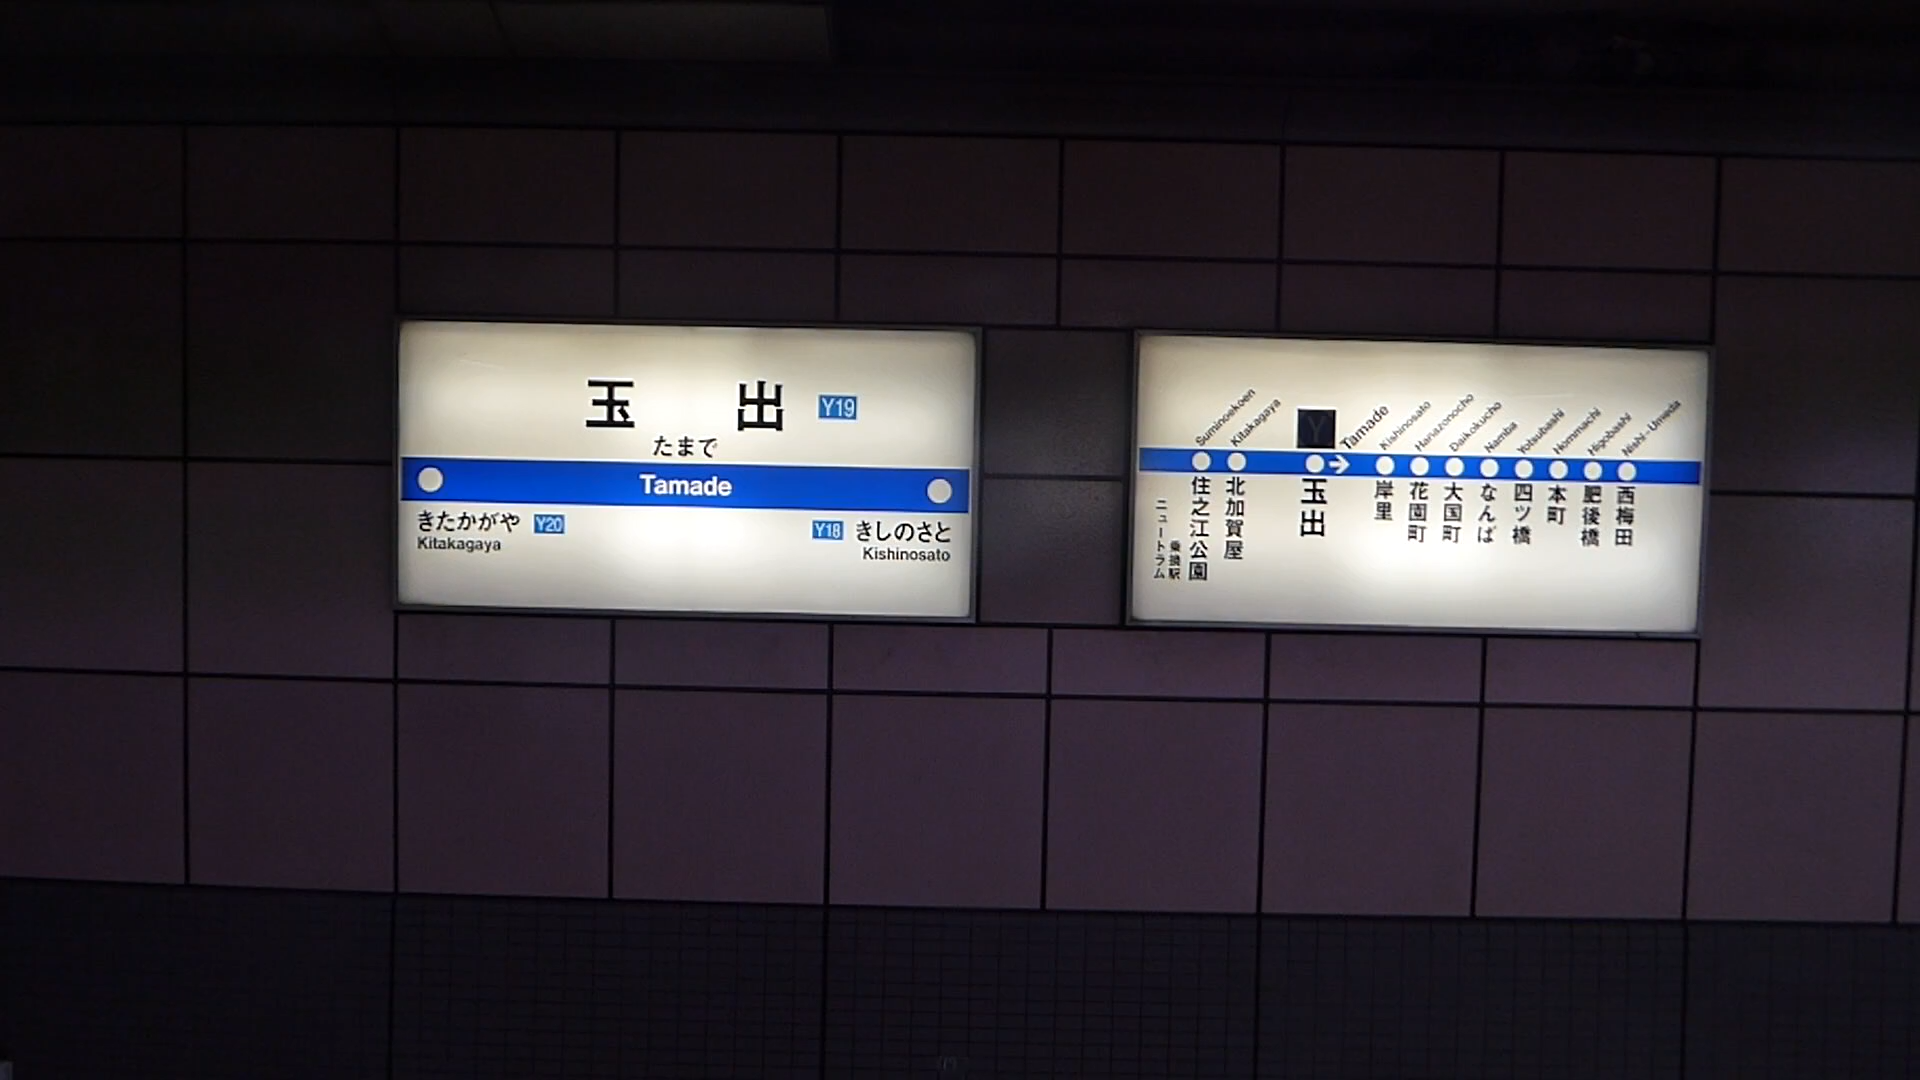 玉出 Y19
たまで
Tamade
きたかがや Y20
Kitakagaya
Y18 きしのさと
Kishinosato
Suminoekoen
Kitakagaya
Y
Tamade
Kishinosato
Hanazonocho
Daikokucho
Namba
Yotsubashi
Hommachi
Higobashi
Nishi-Umeda
ニュートラム
乗換駅
住之江公園
北加賀屋
玉出
岸里
花園町
大国町
なんば
四ツ橋
本町
肥後橋
西梅田